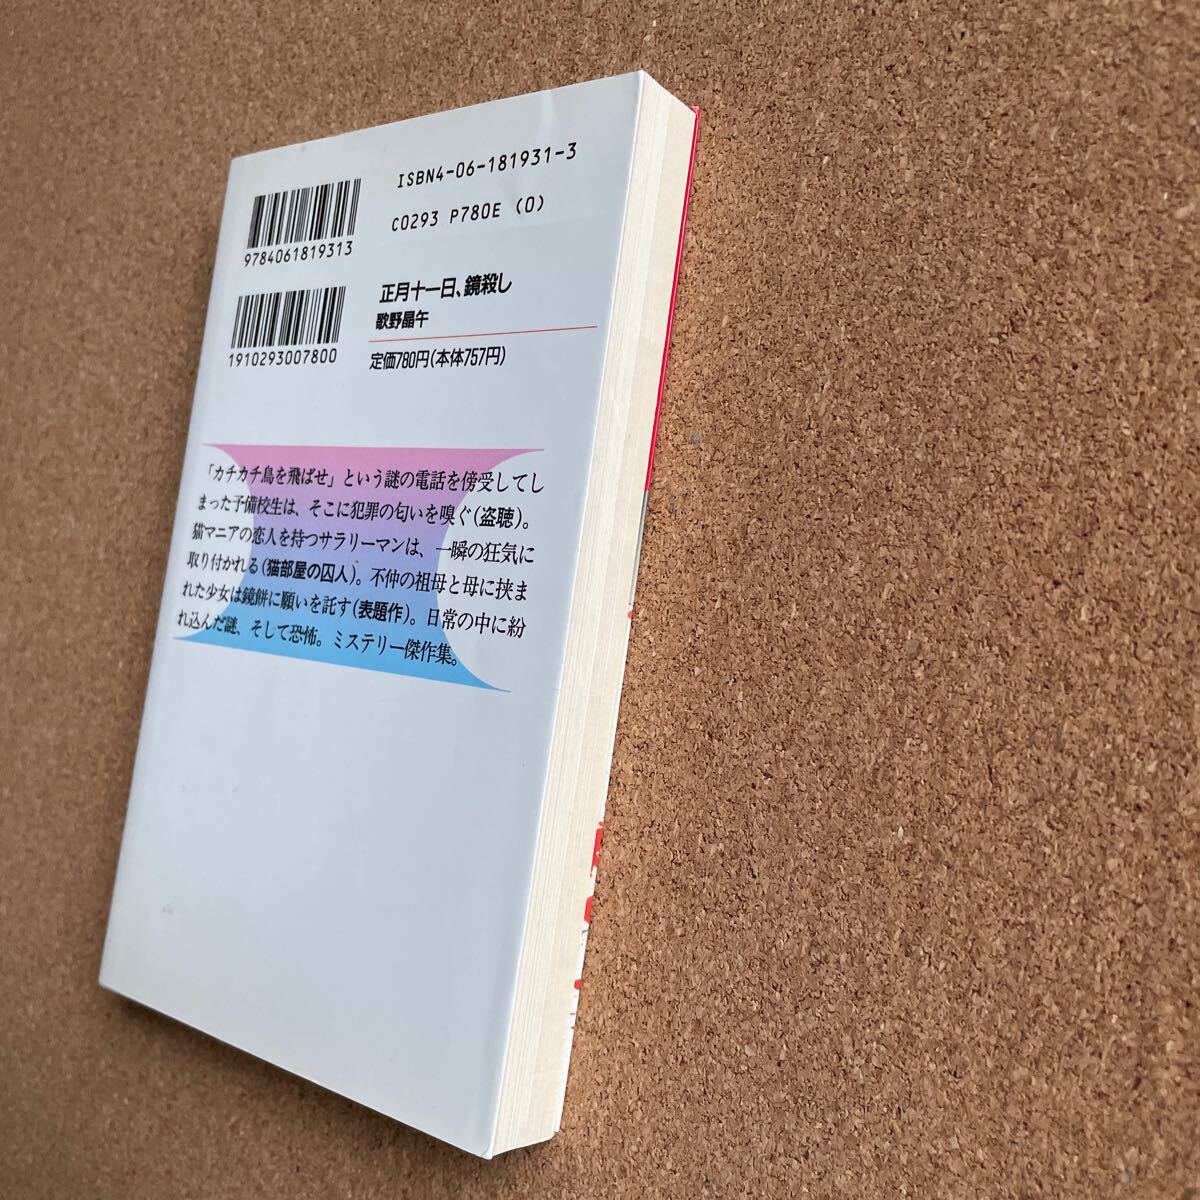 ISBN4-06-181931-3
C0293 P780E (0)
9784061819313
1910293007800
正月十一日、鏡殺し
歌野晶午
定価780円(本体757円)
「カチカチ鳥を飛ばせ」という謎の電話を傍受してし
まった予備校生は、そこに犯罪の匂いを嗅ぐ(盗聴)。
猫マニアの恋人を持つサラリーマンは、一瞬の狂気に
取り付かれる(猫部屋の囚人)。不仲の祖母と母に挟ま
れた少女は鏡餅に願いを託す(表題作)。日常の中に紛
れ込んだ謎、そして恐怖。ミステリー傑作集。